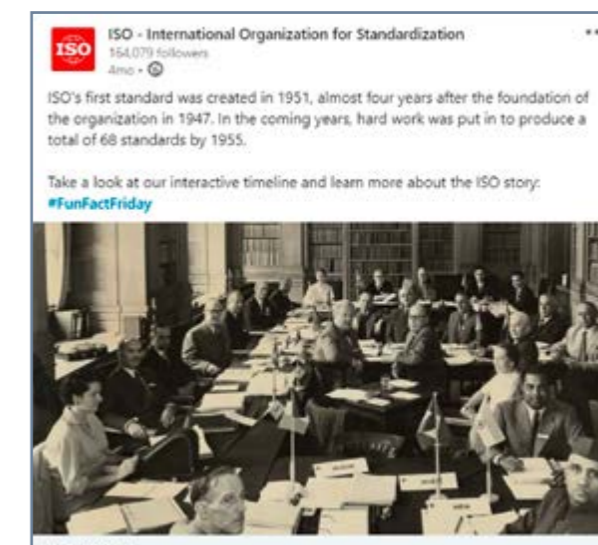 ISO - International Organization for Standardization
ISO
164,079 followers
4mo •
ISO's first standard was created in 1951, almost four years after the foundation of
the organization in 1947. In the coming years, hard work was put in to produce a
total of 68 standards by 1955.
Take a look at our interactive timeline and learn more about the ISO story:
#FunFactFriday